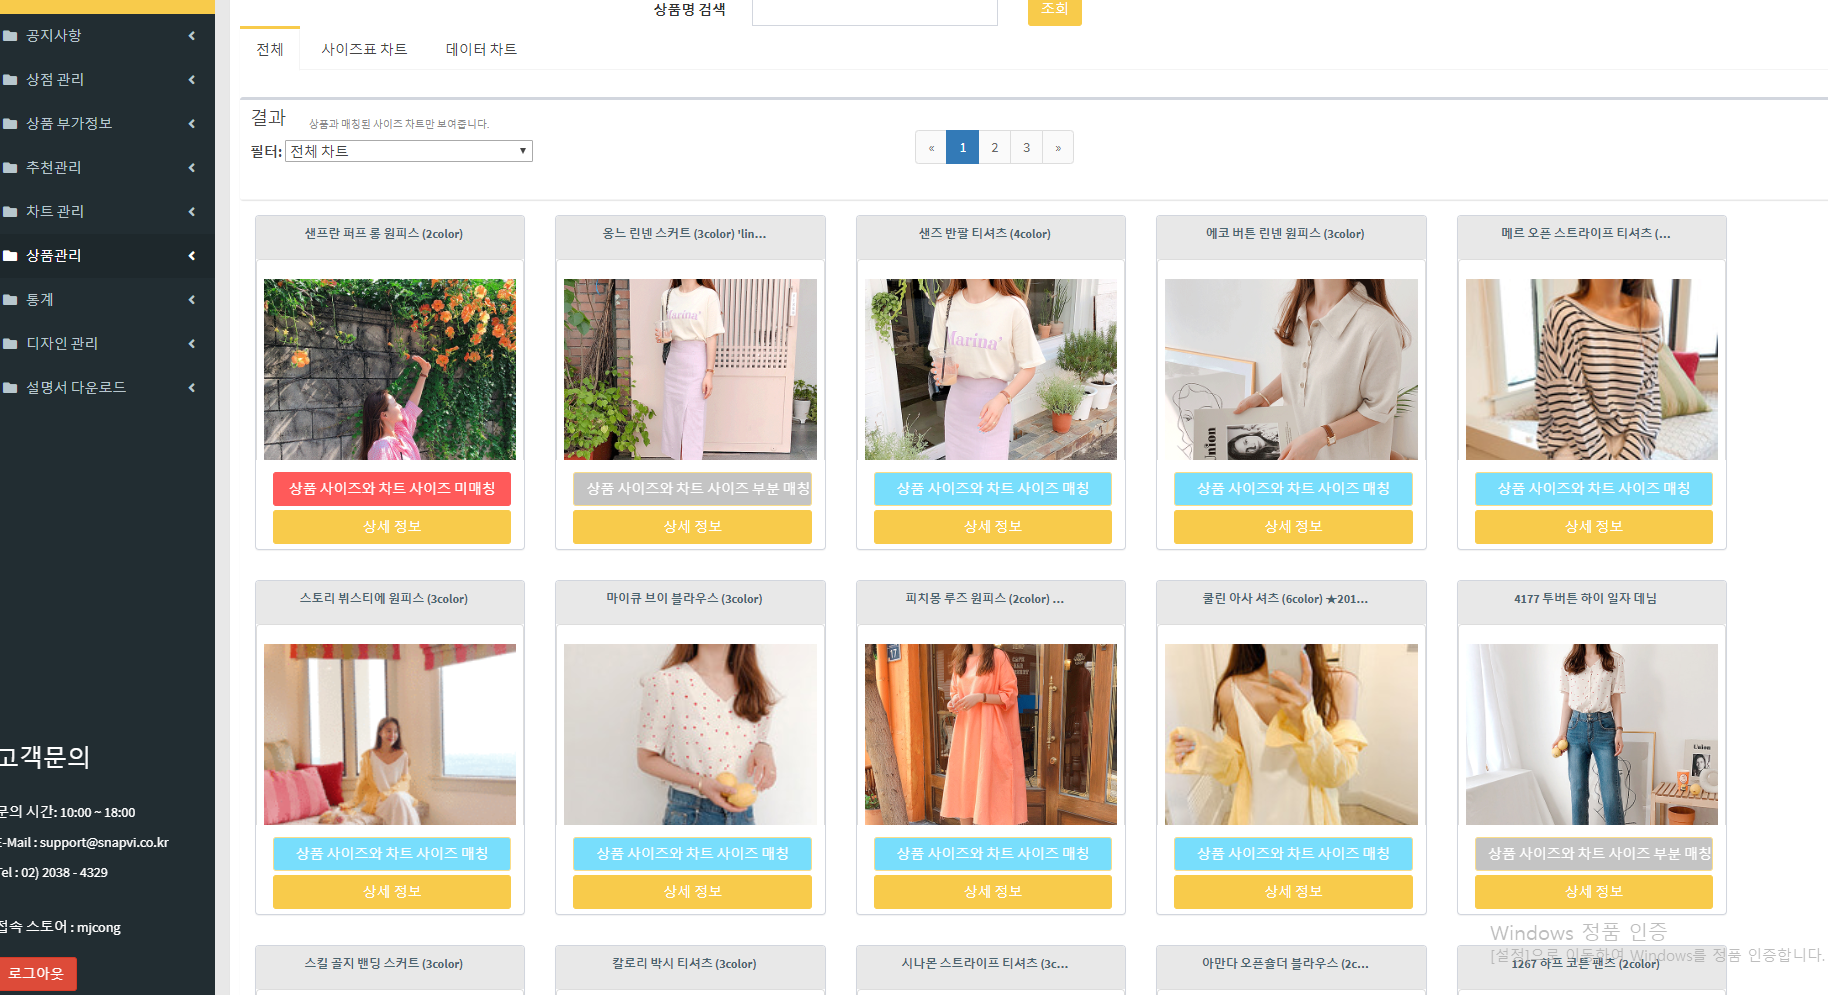 상품명 검색
조회
공지사항
상점 관리
상품 부가정보
추천관리
차트 관리
상품관리
통계
디자인 관리
설명서 다운로드
고객문의
문의 시간: 10:00 ~ 18:00
E-Mail : support@snapvi.co.kr
Tel : 02) 2038 - 4329
접속 스토어 : mjcong
로그아웃
전체
사이즈표 차트
데이터 차트
결과
상품과 매칭된 사이즈 차트만 보여줍니다.
필터: 전체 차트
« 1 2 3 »
샌프란 퍼프 롱 원피스 (2color)
상품 사이즈와 차트 사이즈 미매칭
상세 정보
옹느 린넨 스커트 (3color) 'lin...
Marina'
상품 사이즈와 차트 사이즈 부분 매칭
상세 정보
샌즈 반팔 티셔츠 (4color)
Marina'
상품 사이즈와 차트 사이즈 매칭
상세 정보
에코 버튼 린넨 원피스 (3color)
Union
상품 사이즈와 차트 사이즈 매칭
상세 정보
메르 오픈 스트라이프 티셔츠 (...
상품 사이즈와 차트 사이즈 매칭
상세 정보
스토리 뷔스티에 원피스 (3color)
상품 사이즈와 차트 사이즈 매칭
상세 정보
마이큐 브이 블라우스 (3color)
상품 사이즈와 차트 사이즈 매칭
상세 정보
피치몽 루즈 원피스 (2color) ...
17
상품 사이즈와 차트 사이즈 매칭
상세 정보
쿨린 아사 셔츠 (6color) ★201...
상품 사이즈와 차트 사이즈 매칭
상세 정보
4177 투버튼 하이 일자 데님
Union
상품 사이즈와 차트 사이즈 부분 매칭
상세 정보
스킬 골지 밴딩 스커트 (3color)
칼로리 박시 티셔츠 (3color)
시나몬 스트라이프 티셔츠 (3c...
아만다 오픈숄더 블라우스 (2c...
1267 하프 코튼 팬츠 (2color)
Windows 정품 인증
[설정]으로 이동하여 Windows를 정품 인증합니다.